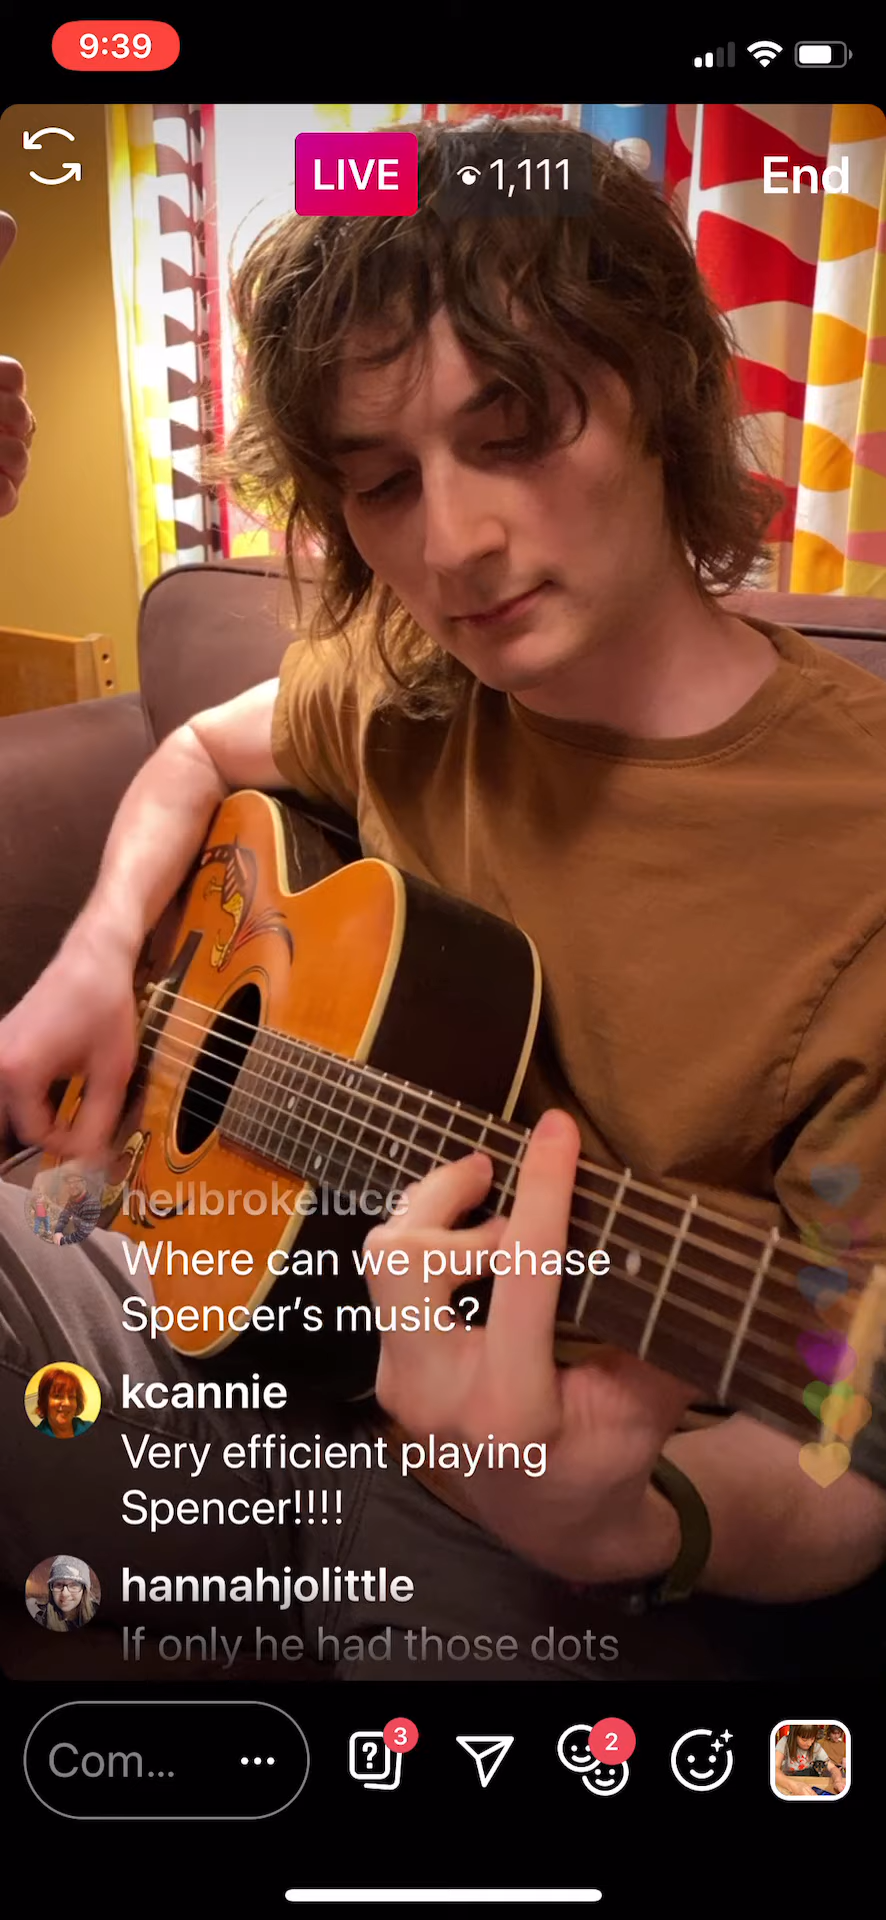 9:39
LIVE 1,111 End
hellbrokeluce
Where can we purchase
Spencer's music?
kcannie
Very efficient playing
Spencer!!!!
hannahjolittle
If only he had those dots
Com... ... 3 2